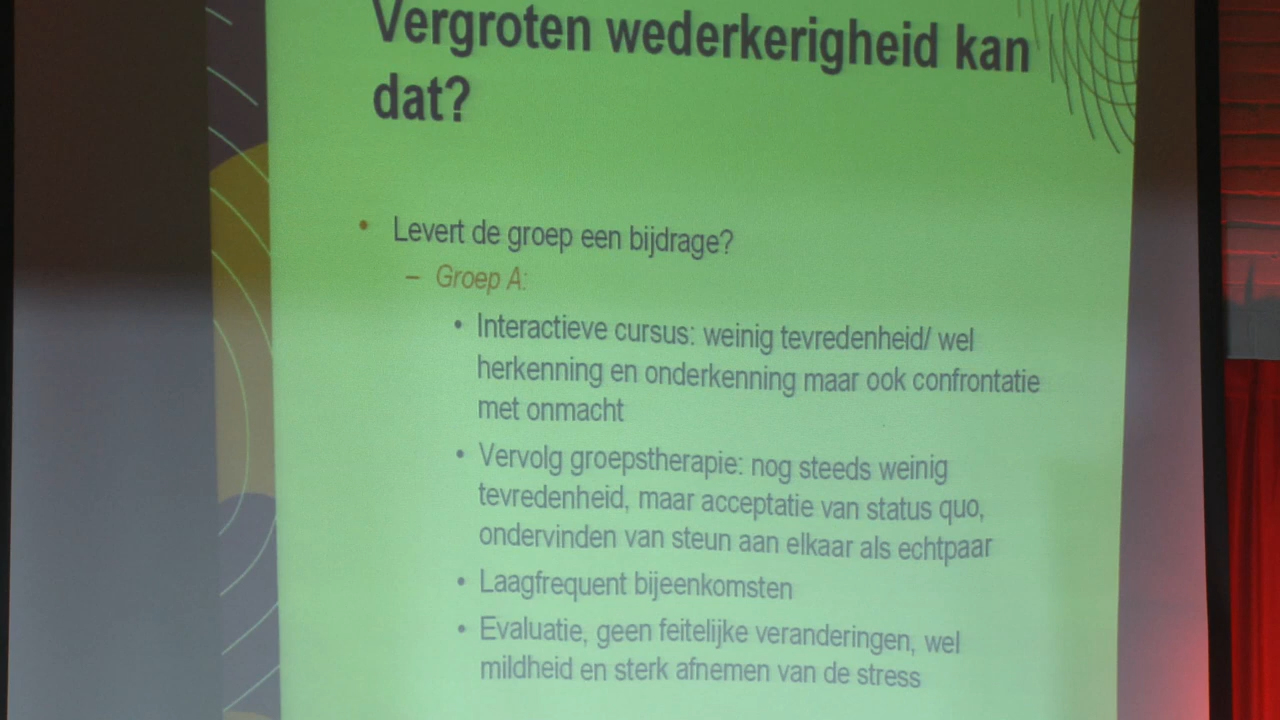 Vergroten wederkerigheid kan
dat?
• Levert de groep een bijdrage?
– Groep A:
• Interactieve cursus: weinig tevredenheid/ wel
herkenning en onderkenning maar ook confrontatie
met onmacht
• Vervolg groepstherapie: nog steeds weinig
tevredenheid, maar acceptatie van status quo,
ondervinden van steun aan elkaar als echtpaar
• Laagfrequent bijeenkomsten
• Evaluatie, geen feitelijke veranderingen, wel
mildheid en sterk afnemen van de stress